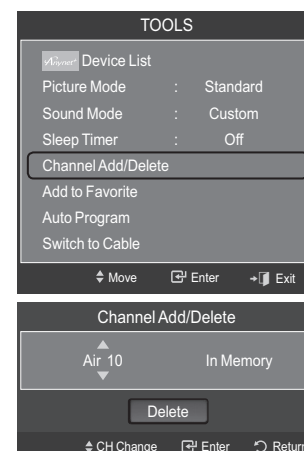 TOOLS
Device List
Picture Mode : Standard
Sound Mode : Custom
Sleep Timer : Off
Channel Add/Delete
Add to Favorite
Auto Program
Switch to Cable
Move Enter Exit
Channel Add/Delete
Air 10 In Memory
Delete
CH Change Enter Return